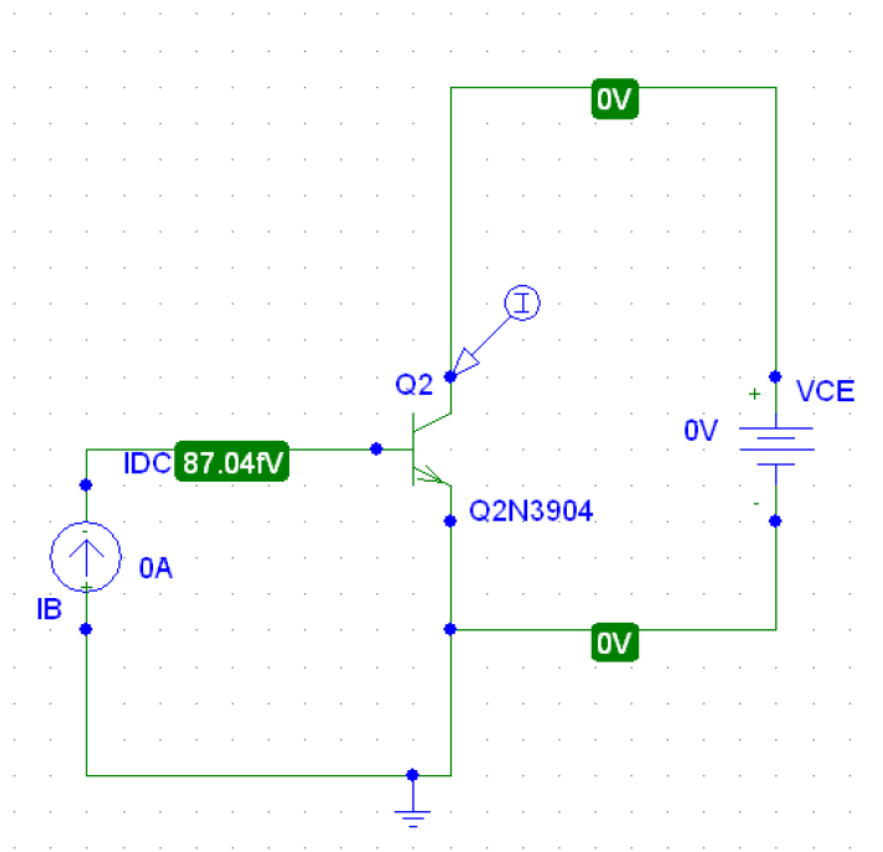 0V
I
Q2
+
VCE
0V
IDC
87.04fV
Q2N3904
-
-
0A
+
IB
0V